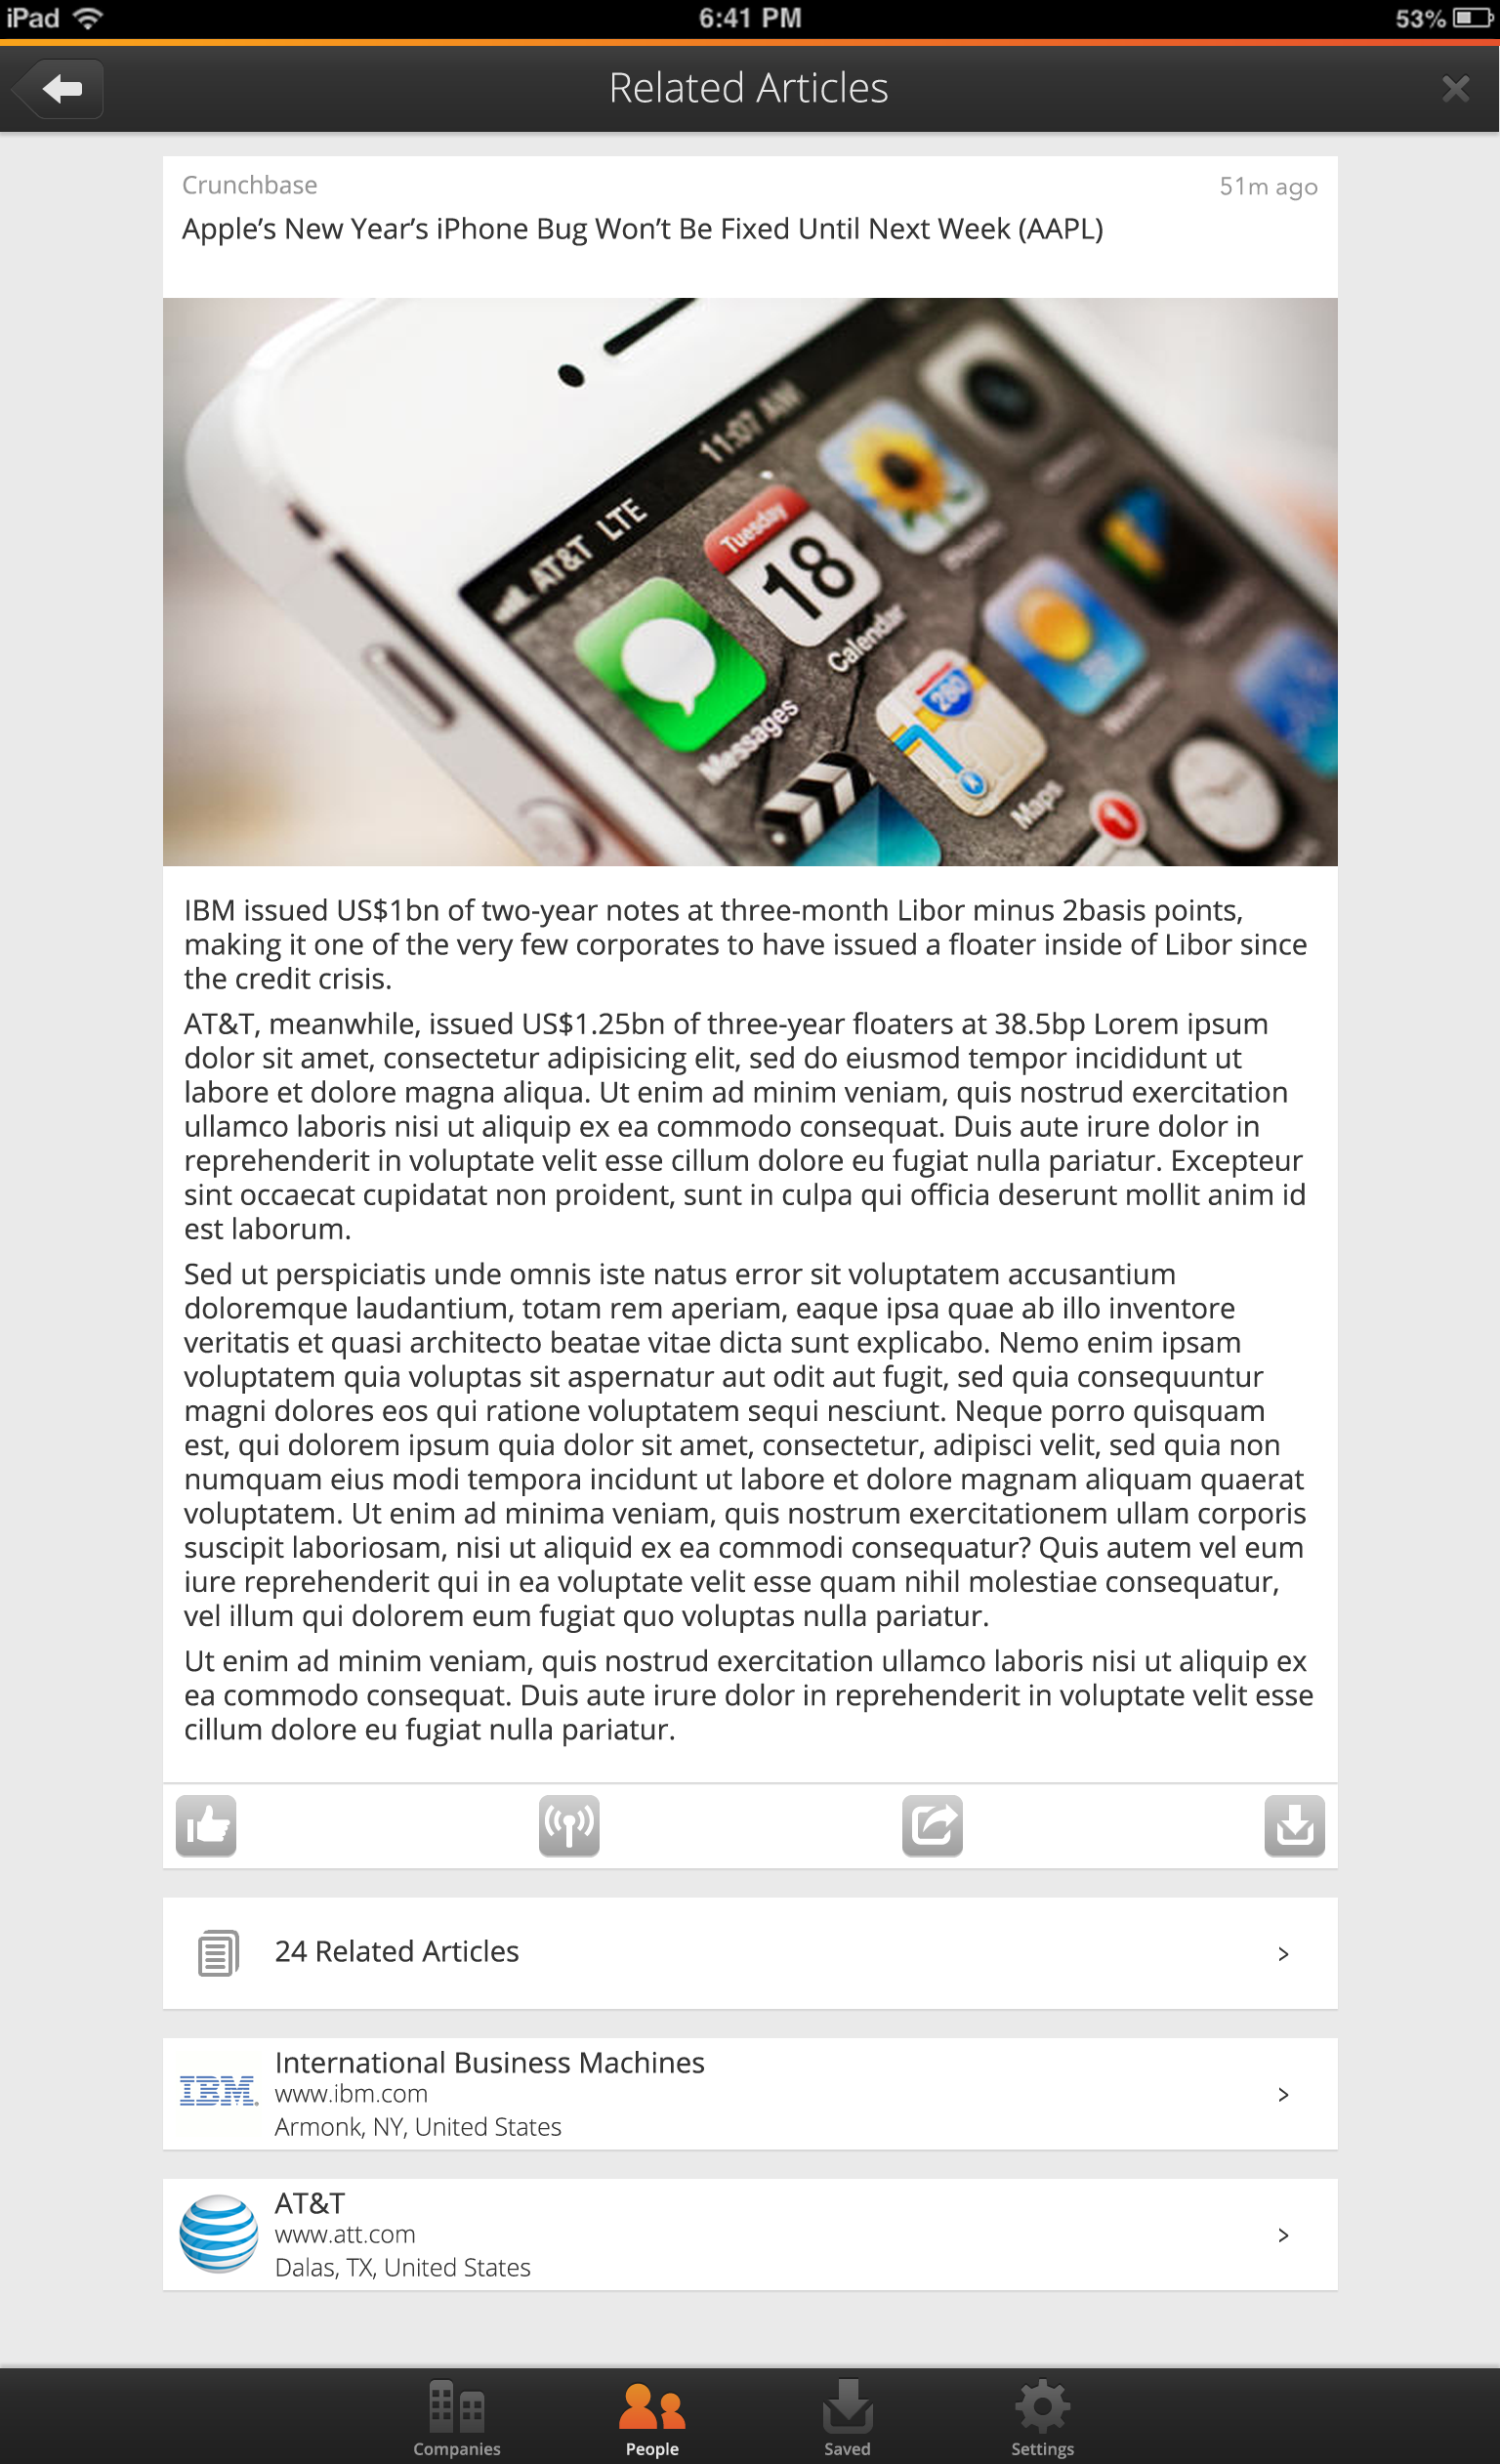 iPad 6:41 PM 53%
Related Articles
Crunchbase 51m ago
Apple’s New Year’s iPhone Bug Won’t Be Fixed Until Next Week (AAPL)
AT&T LTE 11:07 AM
Tuesday
18
Calendar
Messages
280
Maps
1
IBM issued US$1bn of two-year notes at three-month Libor minus 2basis points,
making it one of the very few corporates to have issued a floater inside of Libor since
the credit crisis.
AT&T, meanwhile, issued US$1.25bn of three-year floaters at 38.5bp Lorem ipsum
dolor sit amet, consectetur adipisicing elit, sed do eiusmod tempor incididunt ut
labore et dolore magna aliqua. Ut enim ad minim veniam, quis nostrud exercitation
ullamco laboris nisi ut aliquip ex ea commodo consequat. Duis aute irure dolor in
reprehenderit in voluptate velit esse cillum dolore eu fugiat nulla pariatur. Excepteur
sint occaecat cupidatat non proident, sunt in culpa qui officia deserunt mollit anim id
est laborum.
Sed ut perspiciatis unde omnis iste natus error sit voluptatem accusantium
doloremque laudantium, totam rem aperiam, eaque ipsa quae ab illo inventore
veritatis et quasi architecto beatae vitae dicta sunt explicabo. Nemo enim ipsam
voluptatem quia voluptas sit aspernatur aut odit aut fugit, sed quia consequuntur
magni dolores eos qui ratione voluptatem sequi nesciunt. Neque porro quisquam
est, qui dolorem ipsum quia dolor sit amet, consectetur, adipisci velit, sed quia non
numquam eius modi tempora incidunt ut labore et dolore magnam aliquam quaerat
voluptatem. Ut enim ad minima veniam, quis nostrum exercitationem ullam corporis
suscipit laboriosam, nisi ut aliquid ex ea commodi consequatur? Quis autem vel eum
iure reprehenderit qui in ea voluptate velit esse quam nihil molestiae consequatur,
vel illum qui dolorem eum fugiat quo voluptas nulla pariatur.
Ut enim ad minim veniam, quis nostrud exercitation ullamco laboris nisi ut aliquip ex
ea commodo consequat. Duis aute irure dolor in reprehenderit in voluptate velit esse
cillum dolore eu fugiat nulla pariatur.
24 Related Articles
IBM
International Business Machines
www.ibm.com
Armonk, NY, United States
AT&T
www.att.com
Dalas, TX, United States
Companies People Saved Settings